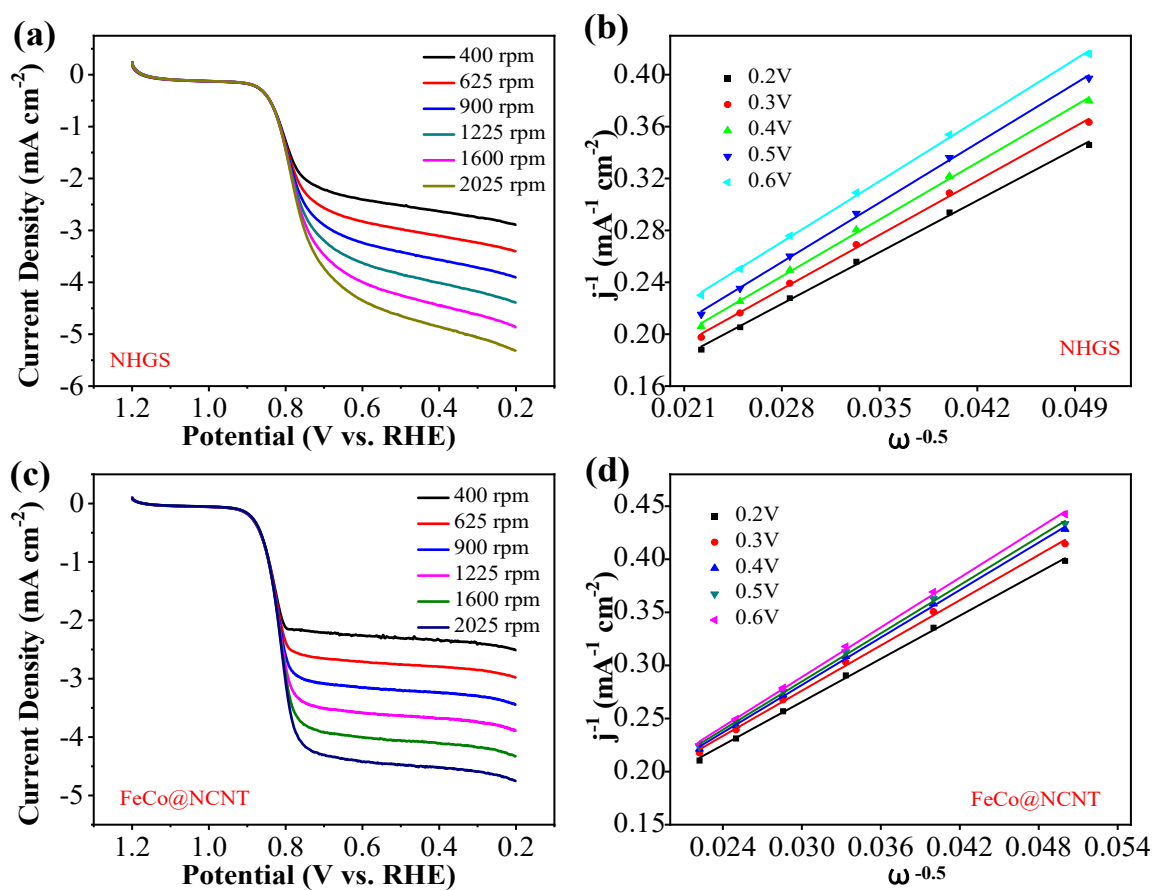 (a)
Current Density (mA cm-2)
0
-1
-2
-3
-4
-5
-6
1.2 1.0 0.8 0.6 0.4 0.2
Potential (V vs. RHE)
400 rpm
625 rpm
900 rpm
1225 rpm
1600 rpm
2025 rpm
NHGS
(b)
j-1 (mA-1 cm-2)
0.40
0.36
0.32
0.28
0.24
0.20
0.16
0.021 0.028 0.035 0.042 0.049
ω-0.5
0.2V
0.3V
0.4V
0.5V
0.6V
NHGS
(c)
Current Density (mA cm-2)
0
-1
-2
-3
-4
-5
1.2 1.0 0.8 0.6 0.4 0.2
Potential (V vs. RHE)
400 rpm
625 rpm
900 rpm
1225 rpm
1600 rpm
2025 rpm
FeCo@NCNT
(d)
j-1 (mA-1 cm-2)
0.45
0.40
0.35
0.30
0.25
0.20
0.15
0.024 0.030 0.036 0.042 0.048 0.054
ω-0.5
0.2V
0.3V
0.4V
0.5V
0.6V
FeCo@NCNT